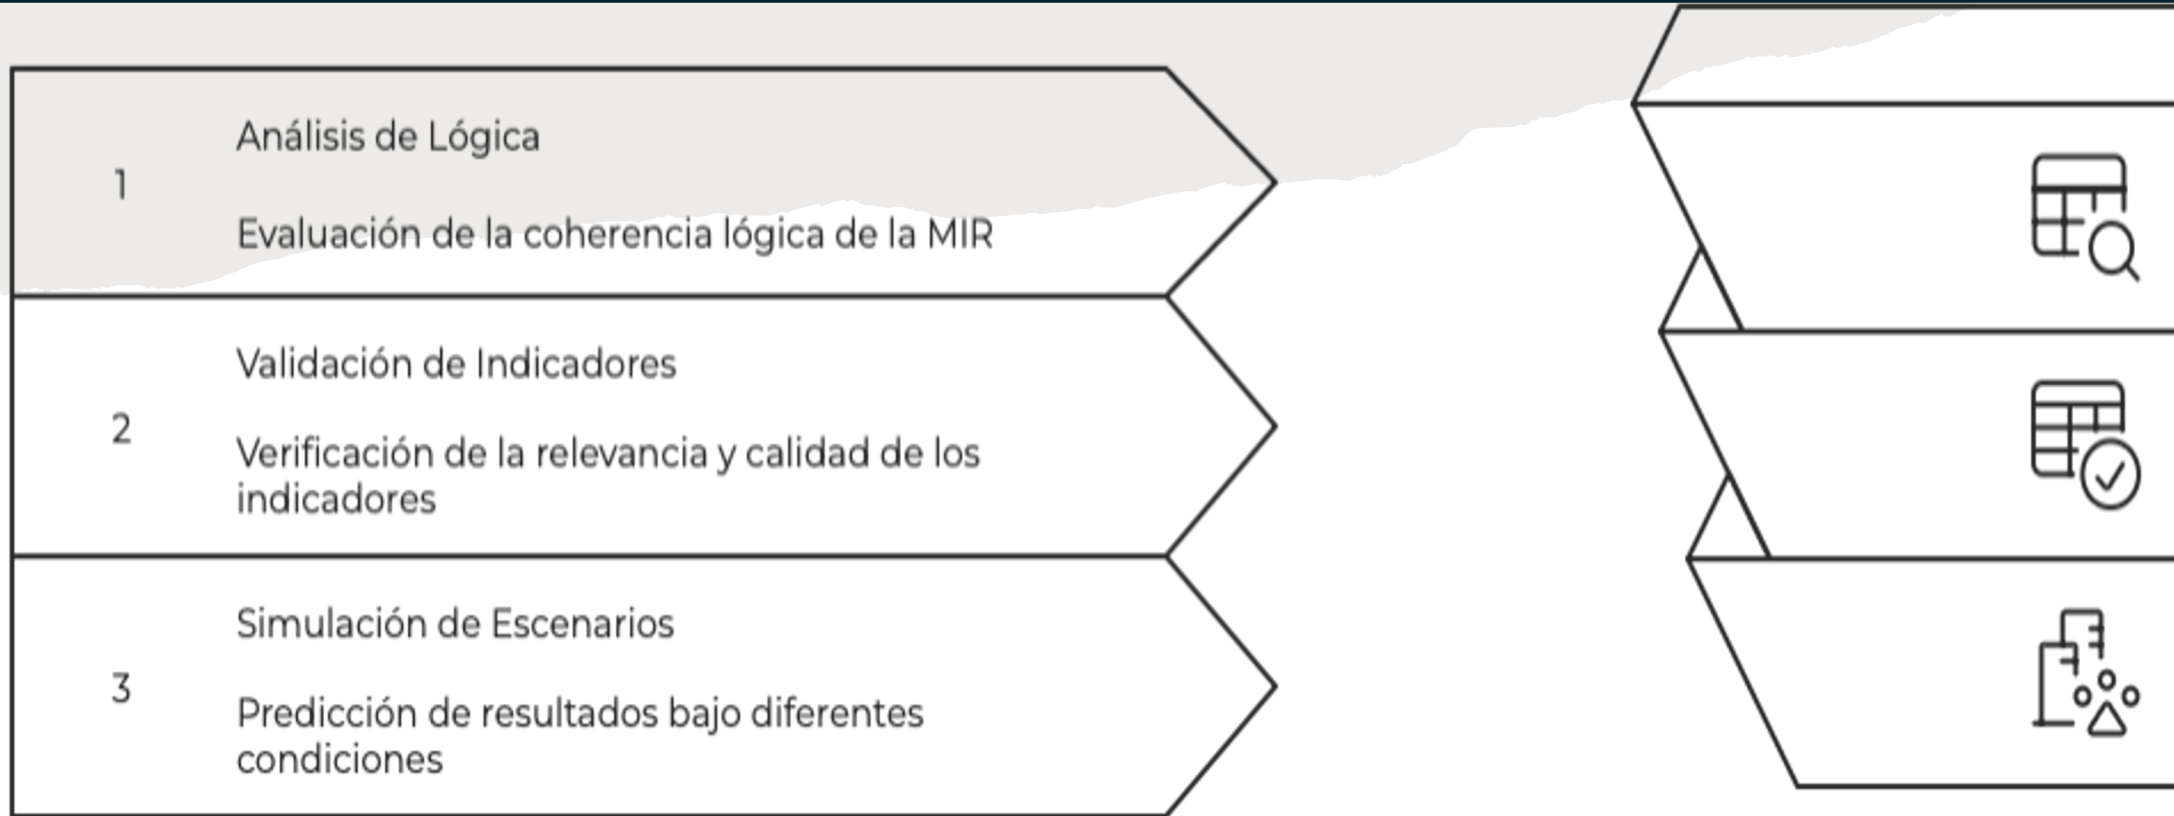 1
Análisis de Lógica
Evaluación de la coherencia lógica de la MIR
2
Validación de Indicadores
Verificación de la relevancia y calidad de los
indicadores
3
Simulación de Escenarios
Predicción de resultados bajo diferentes
condiciones